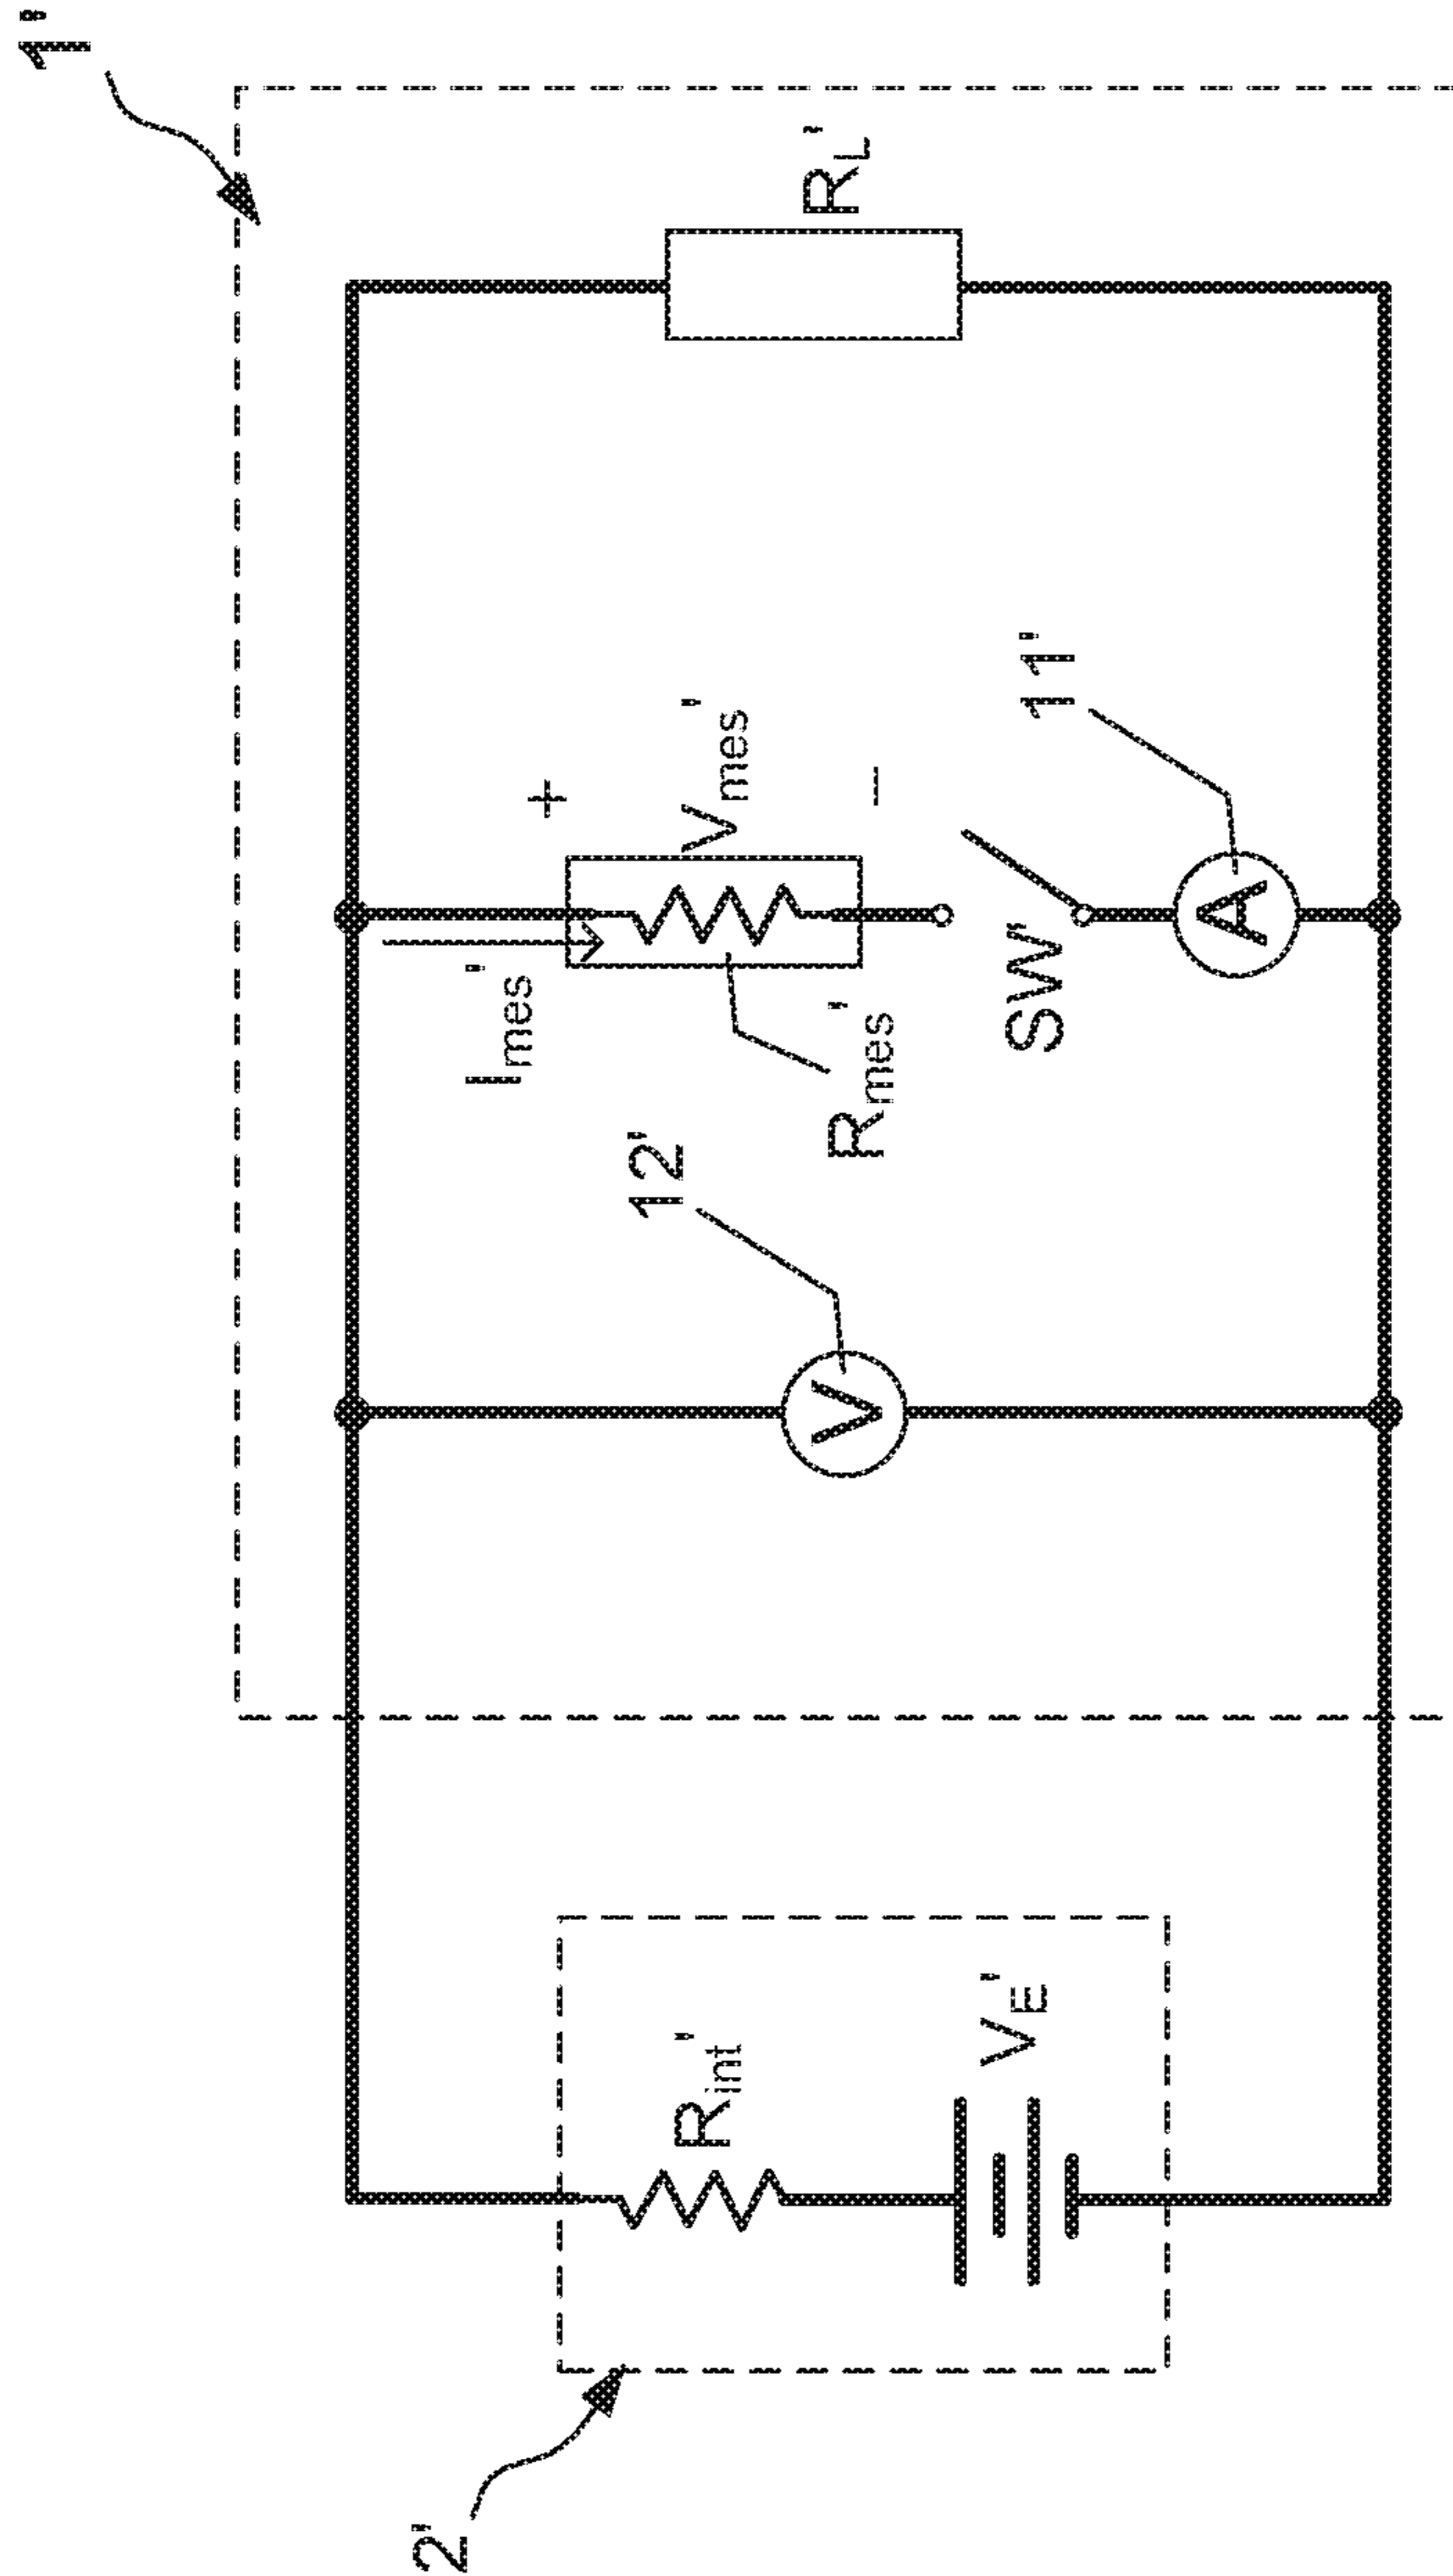 1'
2'
R_int'
V_E'
12'
V
I_mes'
R_mes'
+
V_mes'
–
SW'
11'
A
R_L'